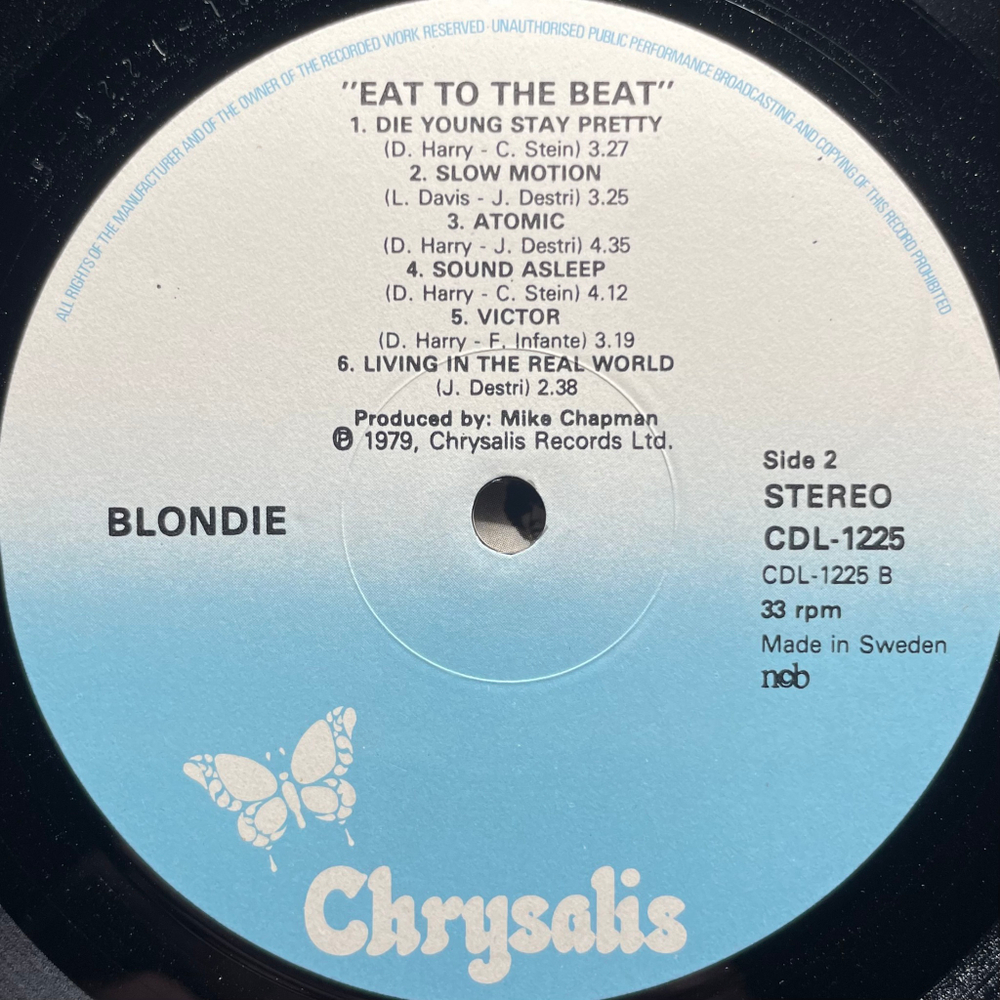 ALL RIGHTS OF THE MANUFACTURER AND OF THE OWNER OF THE RECORDED WORK RESERVED · UNAUTHORISED PUBLIC PERFORMANCE BROADCASTING AND COPYING OF THIS RECORD PROHIBITED
"EAT TO THE BEAT"
1. DIE YOUNG STAY PRETTY
(D. Harry - C. Stein) 3.27
2. SLOW MOTION
(L. Davis - J. Destri) 3.25
3. ATOMIC
(D. Harry - J. Destri) 4.35
4. SOUND ASLEEP
(D. Harry - C. Stein) 4.12
5. VICTOR
(D. Harry - F. Infante) 3.19
6. LIVING IN THE REAL WORLD
(J. Destri) 2.38
Produced by: Mike Chapman
℗ 1979, Chrysalis Records Ltd.
BLONDIE
Side 2
STEREO
CDL-1225
CDL-1225 B
33 rpm
Made in Sweden
ncb
Chrysalis